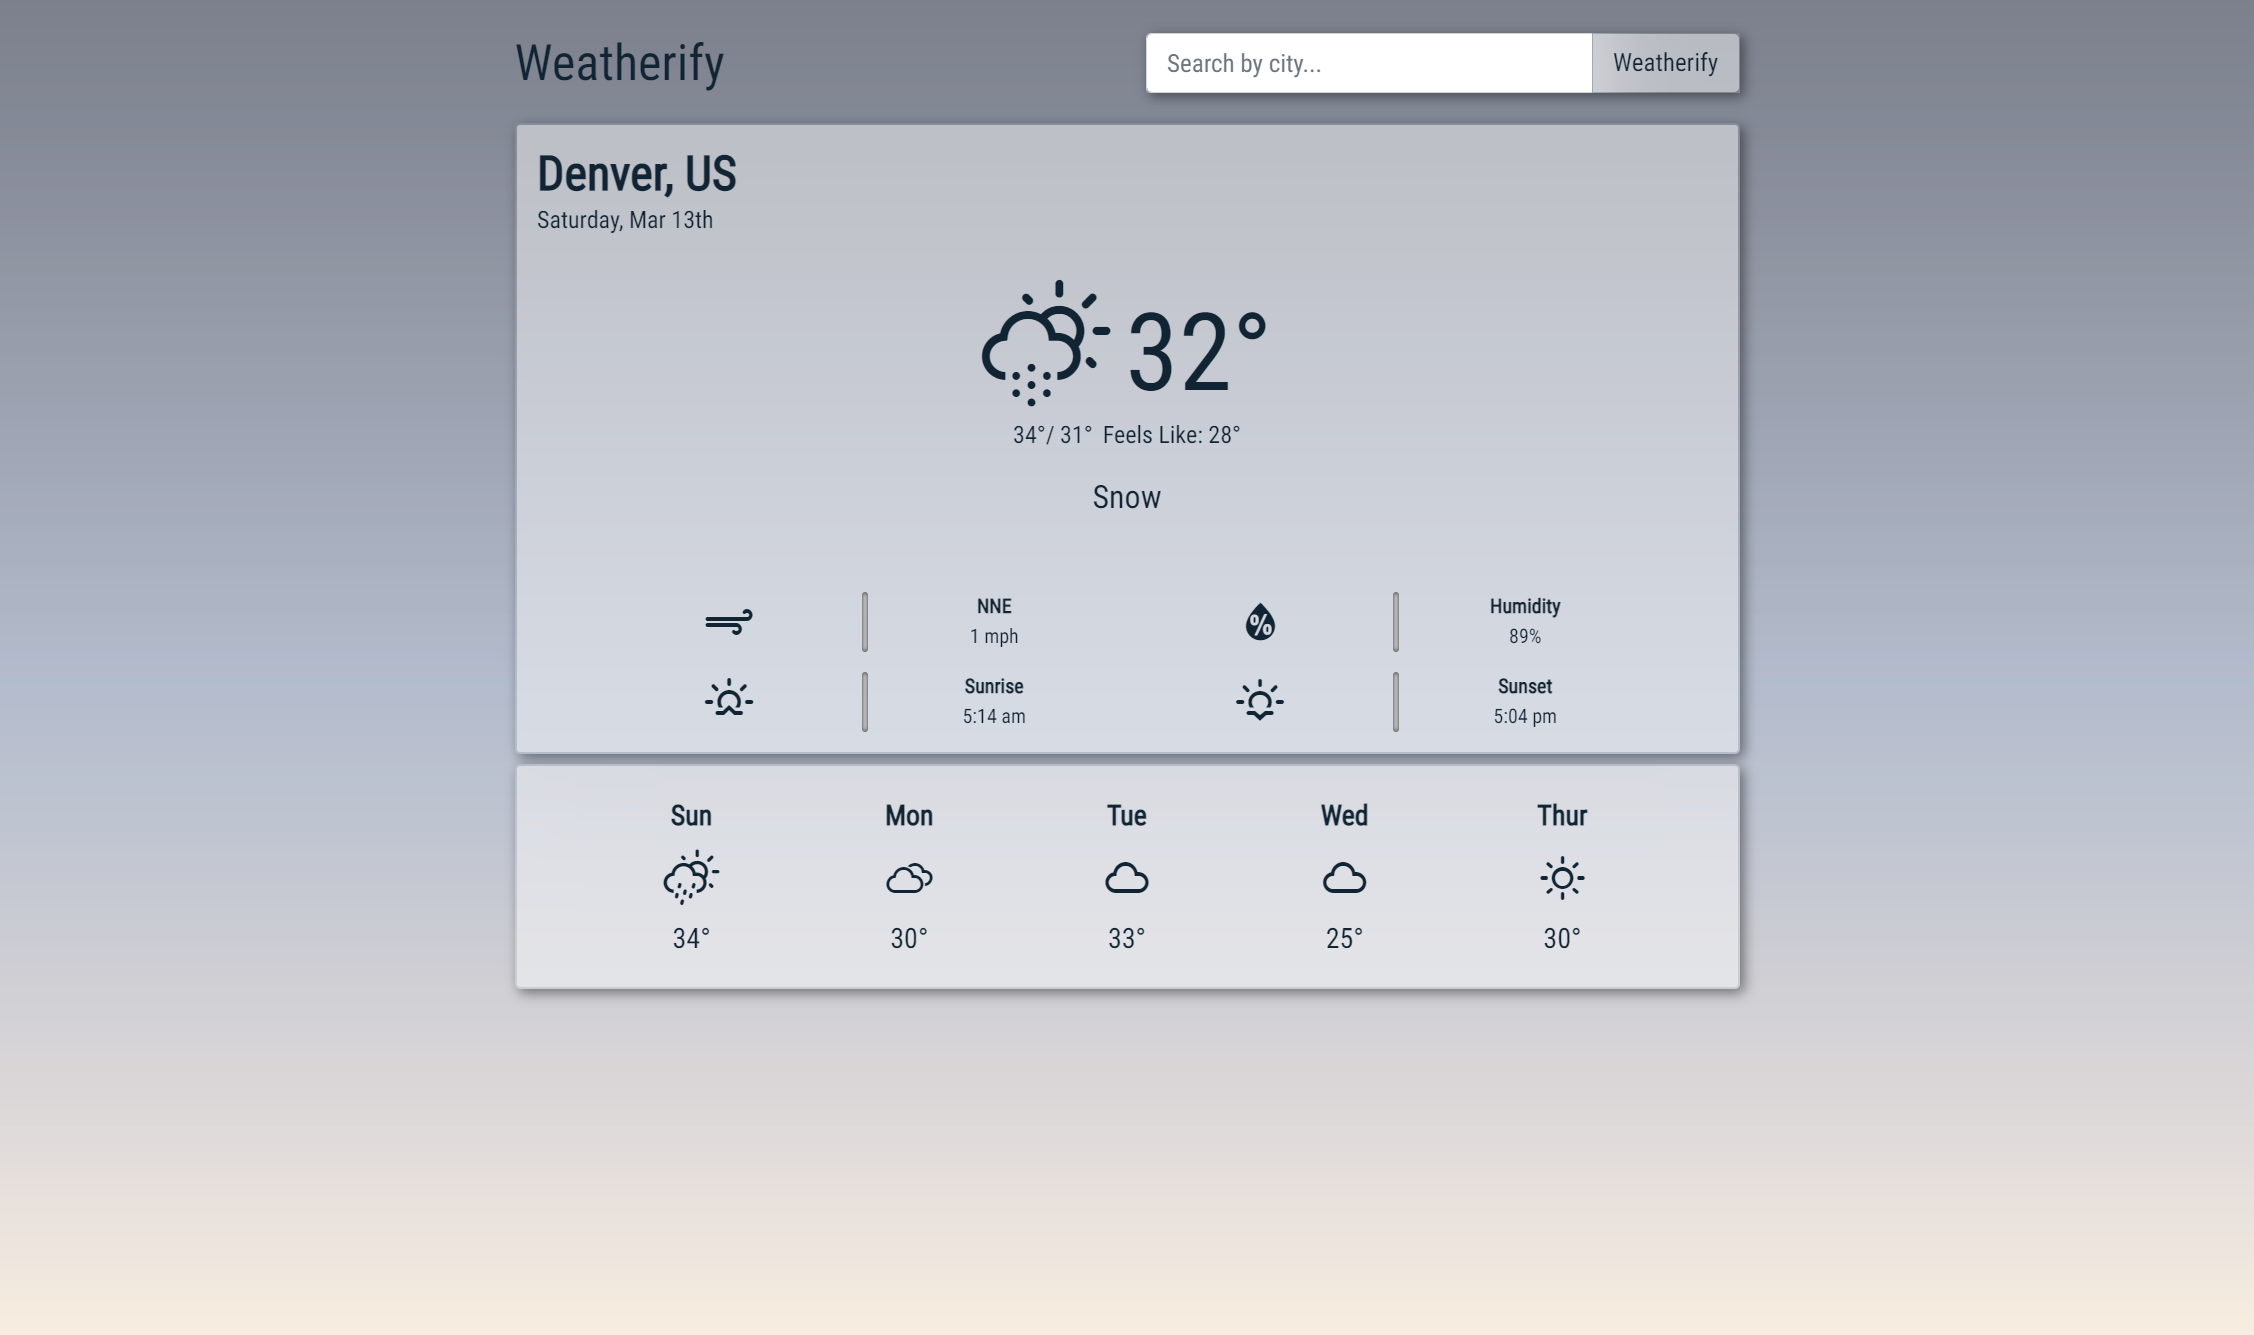 Weatherify
Search by city...
Weatherify
Denver, US
Saturday, Mar 13th
32°
34°/ 31° Feels Like: 28°
Snow
NNE
1 mph
%
Humidity
89%
Sunrise
5:14 am
Sunset
5:04 pm
Sun
Mon
Tue
Wed
Thur
34°
30°
33°
25°
30°